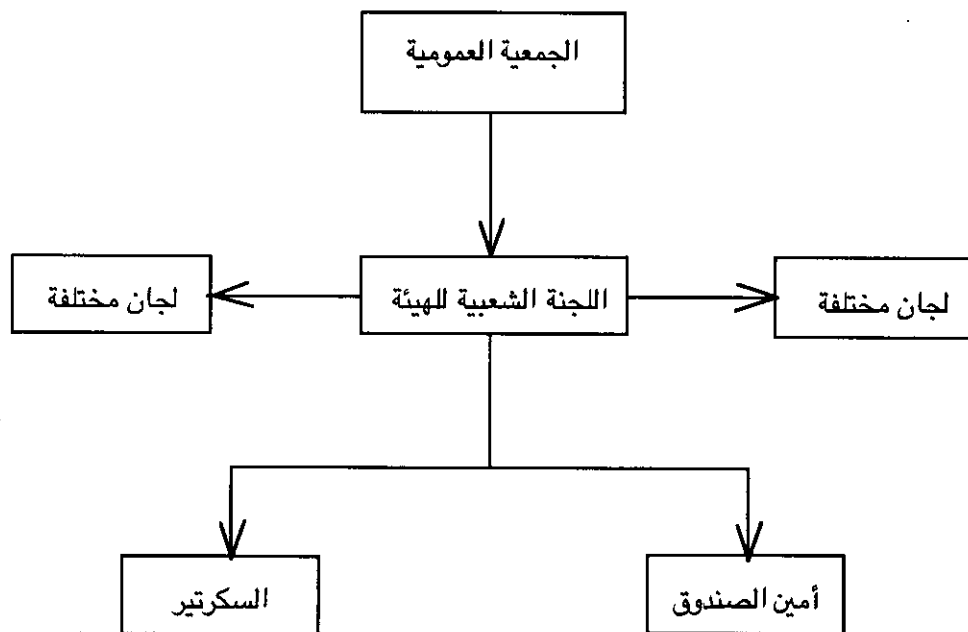 الجمعية العمومية
لجان مختلفة
اللجنة الشعبية للهيئة
لجان مختلفة
أمين الصندوق
السكرتير